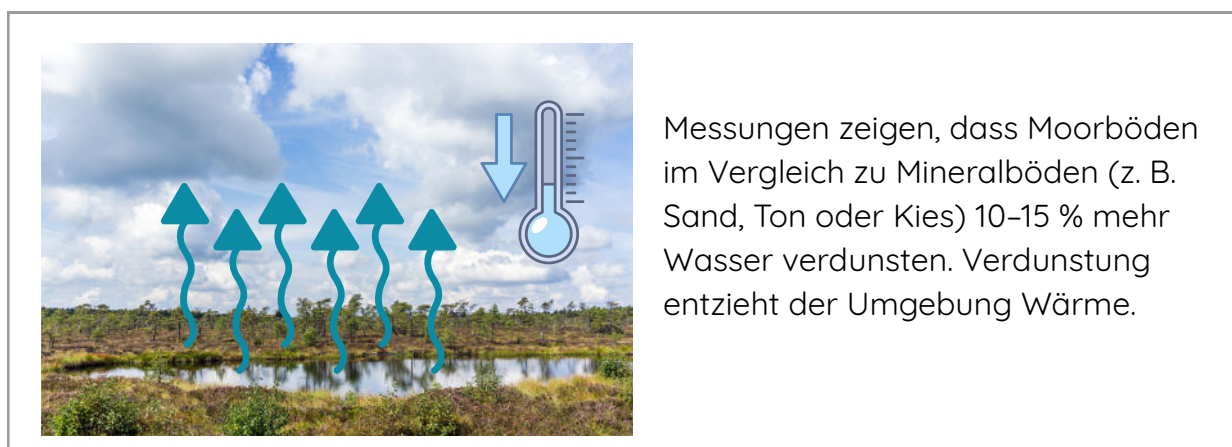 Messungen zeigen, dass Moorböden
im Vergleich zu Mineralböden (z. B.
Sand, Ton oder Kies) 10–15 % mehr
Wasser verdunsten. Verdunstung
entzieht der Umgebung Wärme.